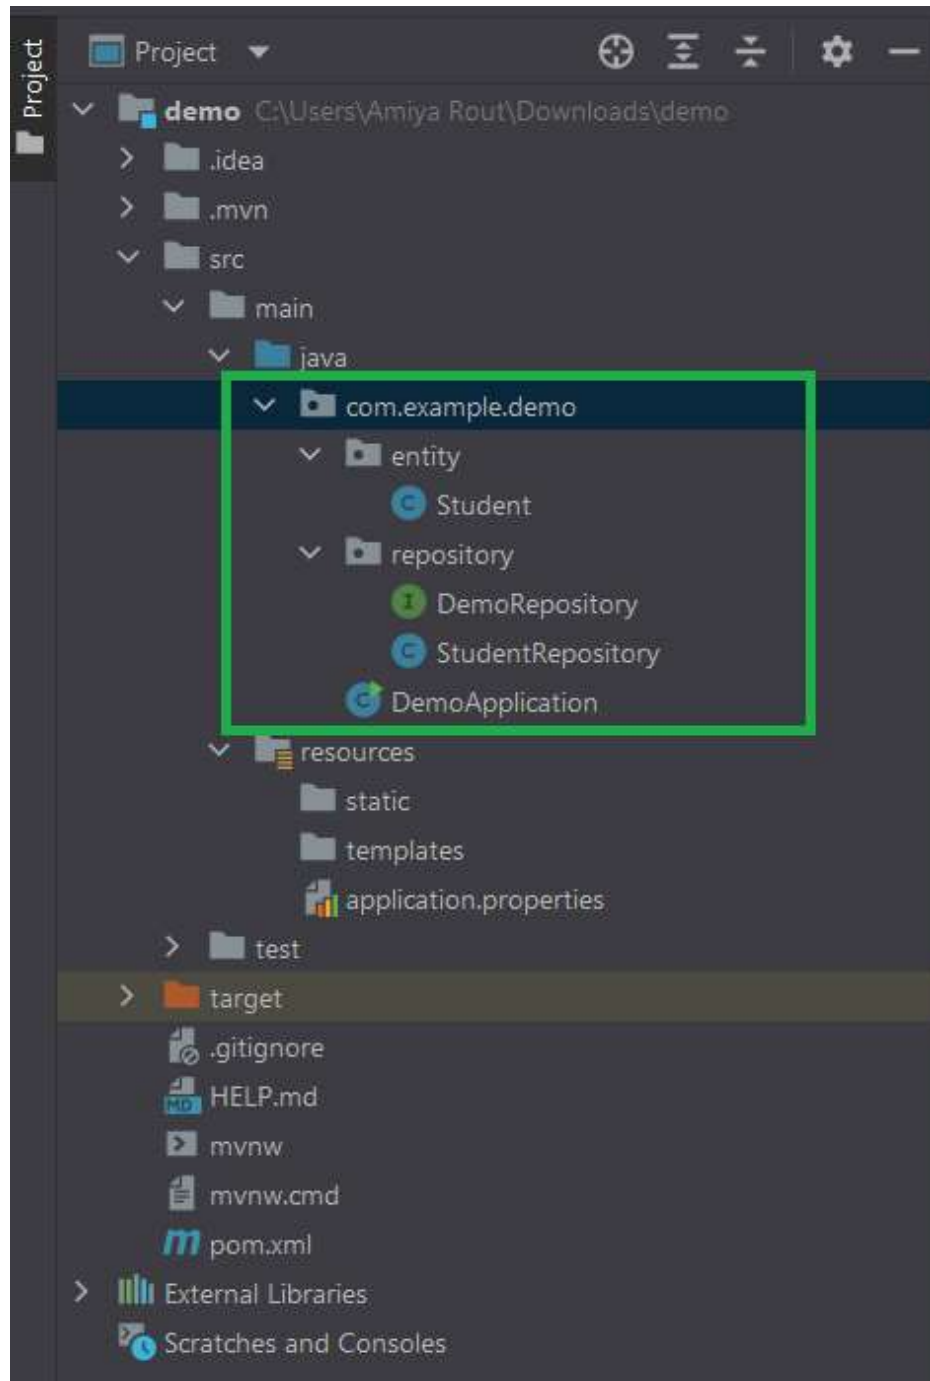 Project
Project
demo C:\Users\Amiya Rout\Downloads\demo
.idea
.mvn
src
main
java
com.example.demo
entity
C Student
repository
I DemoRepository
C StudentRepository
C DemoApplication
resources
static
templates
application.properties
test
target
.gitignore
MD HELP.md
mvnw
mvnw.cmd
m pom.xml
External Libraries
Scratches and Consoles